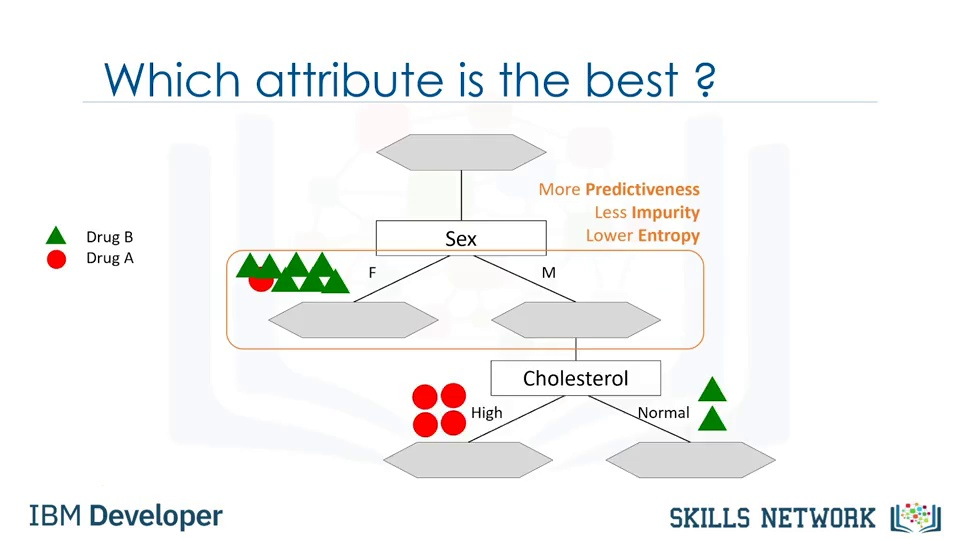 Which attribute is the best ?
More Predictiveness
Less Impurity
Lower Entropy
Drug B
Drug A
Sex
F
M
Cholesterol
High
Normal
IBM Developer
SKILLS NETWORK